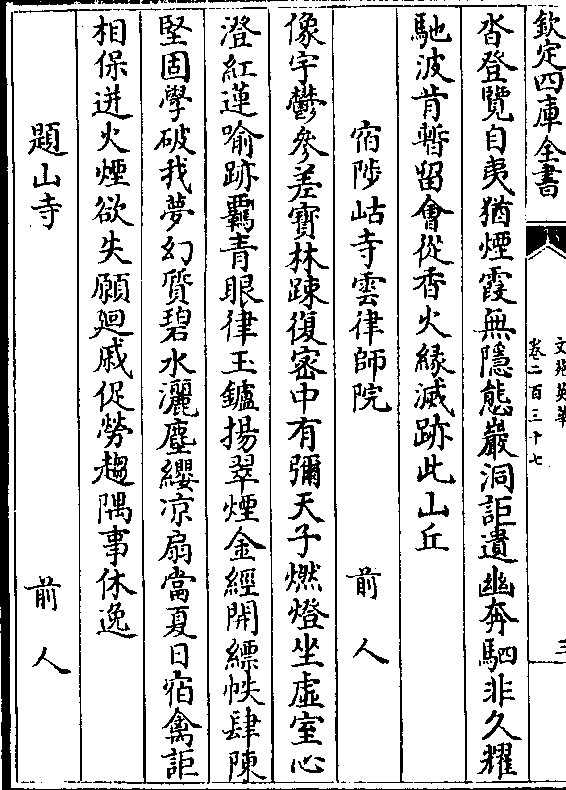 欽定四庫全書
文苑英華
卷二百三十七
三
沓登覽自夷猶煙霞無隱態巖洞詎遺幽奔駟非久耀
馳波肯暫留會從香火緣滅跡此山丘
宿陟岵寺雲律師院 前人
像宇鬱參差寶林踈復密中有彌天子燃燈坐虛室心
澄紅蓮喻跡羈青眼律玉鑪揚翠煙金經開縹帙肆陳
堅固學破我夢幻質碧水灑塵纓凉扇當夏日宿禽詎
相保迸火煙欲失願廻戚促勞趨隅事休逸
題山寺 前人